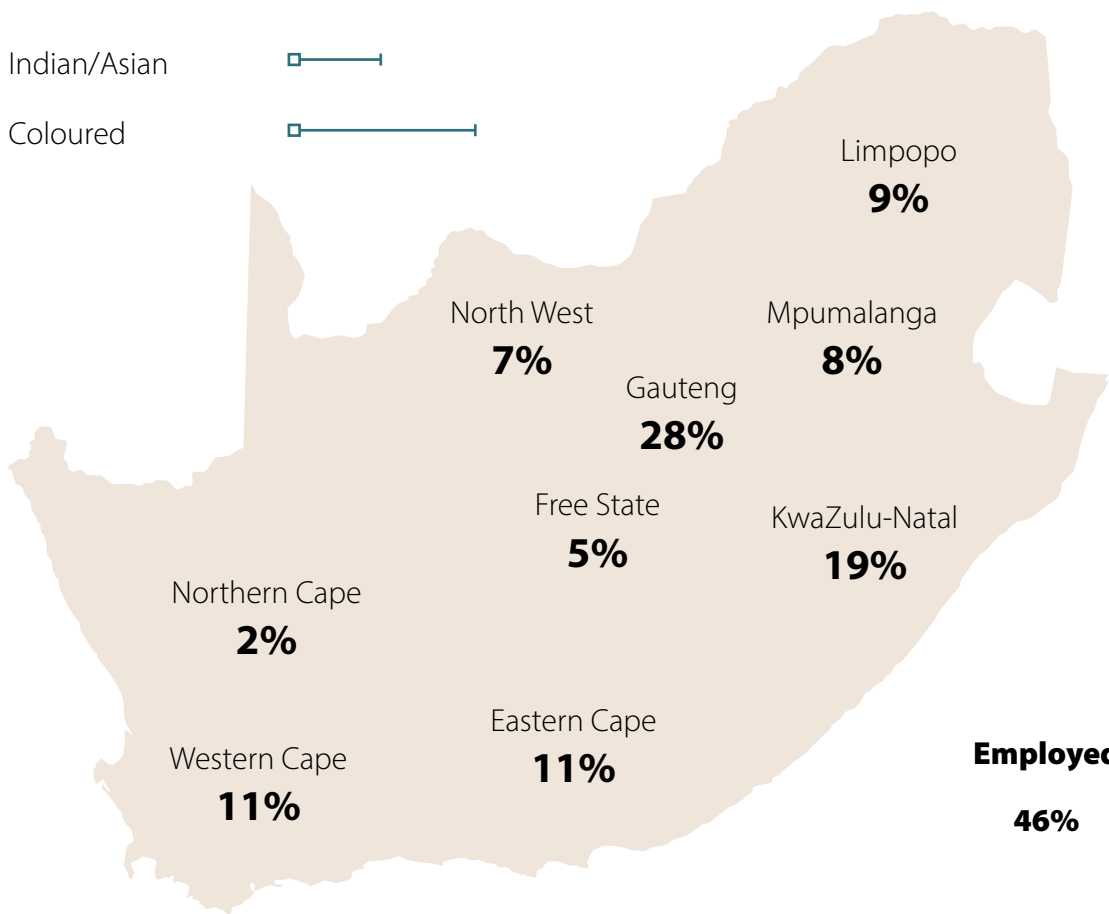 Indian/Asian
Coloured
Limpopo
9%
North West
7%
Mpumalanga
8%
Gauteng
28%
Free State
5%
KwaZulu-Natal
19%
Northern Cape
2%
Eastern Cape
11%
Western Cape
11%
Employed
46%